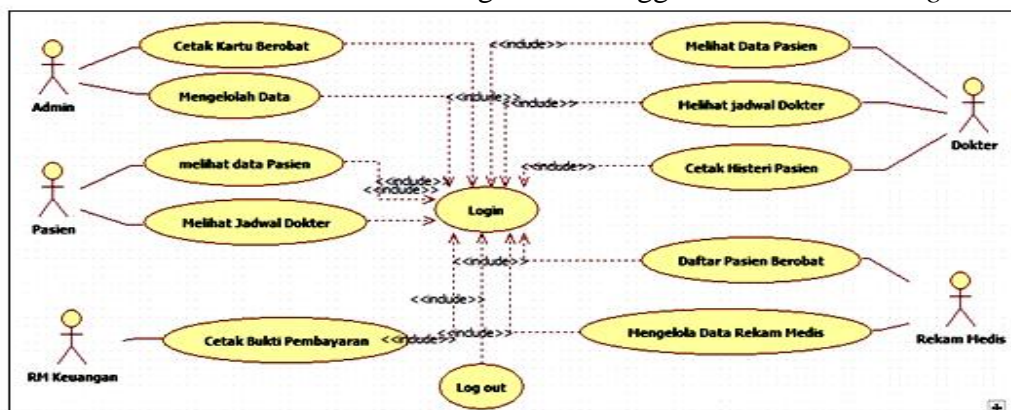 Cetak Kartu Berobat
Mengelolah Data
Admin
melihat data Pasien
Melihat Jadwal Dokter
Pasien
Cetak Bukti Pembayaran
RM Keuangan
<<include>>
<<include>>
<<include>>
<<include>>
<<include>>
<<include>>
<<include>>
Login
<<include>>
<<include>>
<<include>>
<<include>>
Log out
Melihat Data Pasien
Melihat jadwal Dokter
Cetak Histeri Pasien
Dokter
Daftar Pasien Berobat
Mengelola Data Rekam Medis
Rekam Medis